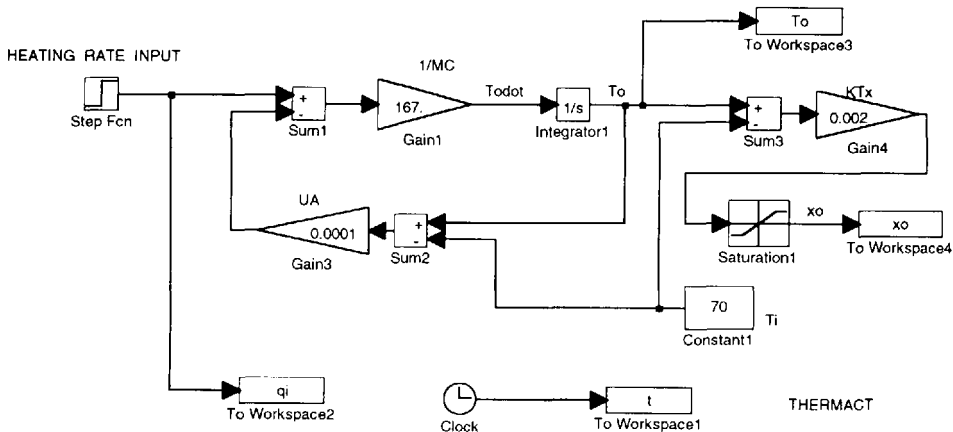 To
To Workspace3
HEATING RATE INPUT
1/MC
Step Fcn
+
-
Sum1
167.
Gain1
Todot
1/s
Integrator1
To
+
-
Sum3
KTx
0.002
Gain4
UA
0.0001
Gain3
+
-
Sum2
Saturation1
xo
xo
To Workspace4
70
Ti
Constant1
qi
To Workspace2
Clock
t
To Workspace1
THERMACT